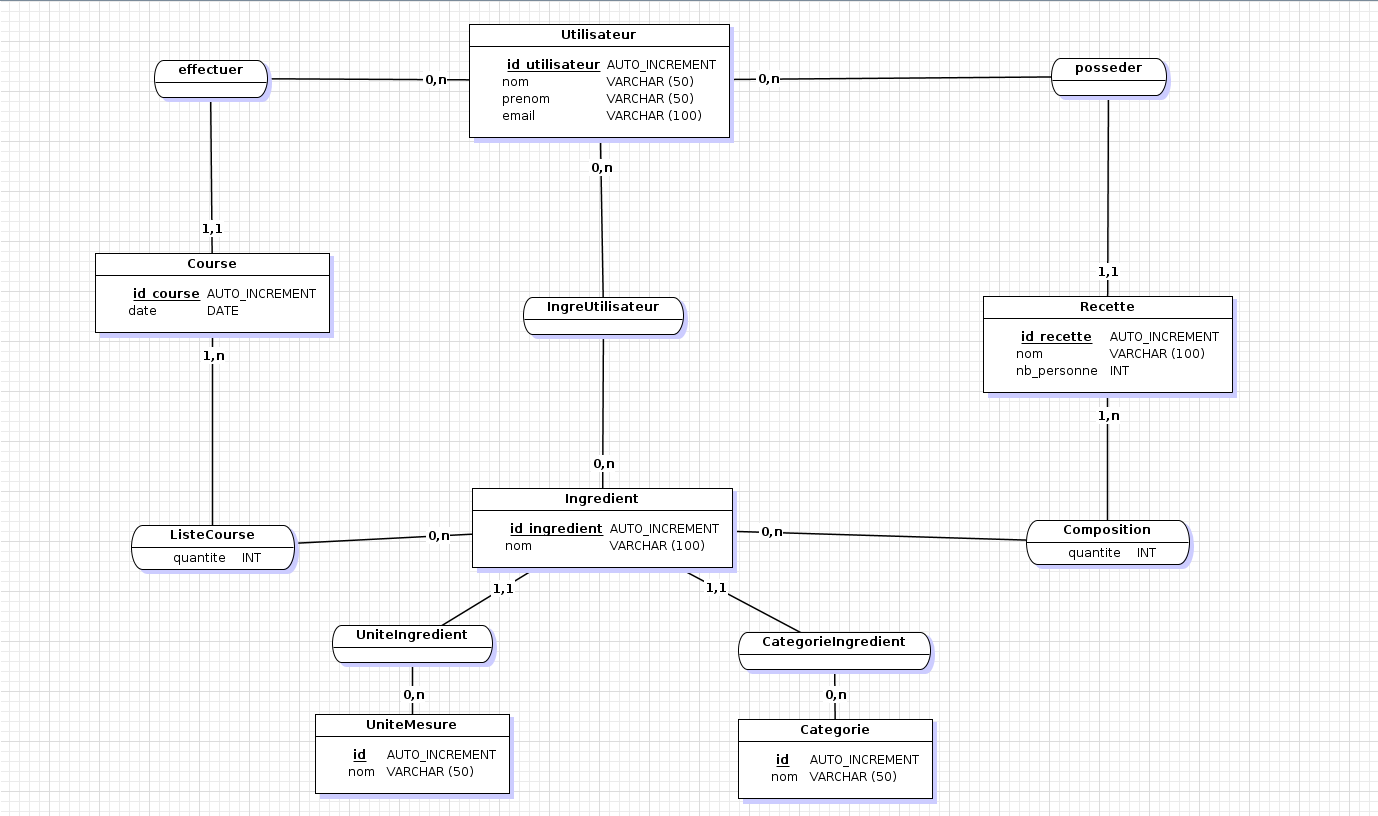 Utilisateur
id_utilisateur AUTO_INCREMENT
nom VARCHAR (50)
prenom VARCHAR (50)
email VARCHAR (100)
effectuer
0,n
0,n
posseder
0,n
1,1
1,1
Course
id_course AUTO_INCREMENT
date DATE
1,n
IngreUtilisateur
0,n
Recette
id_recette AUTO_INCREMENT
nom VARCHAR (100)
nb_personne INT
1,n
Ingredient
id_ingredient AUTO_INCREMENT
nom VARCHAR (100)
ListeCourse
quantite INT
0,n
0,n
Composition
quantite INT
1,1
1,1
UniteIngredient
0,n
CategorieIngredient
0,n
UniteMesure
id AUTO_INCREMENT
nom VARCHAR (50)
Categorie
id AUTO_INCREMENT
nom VARCHAR (50)